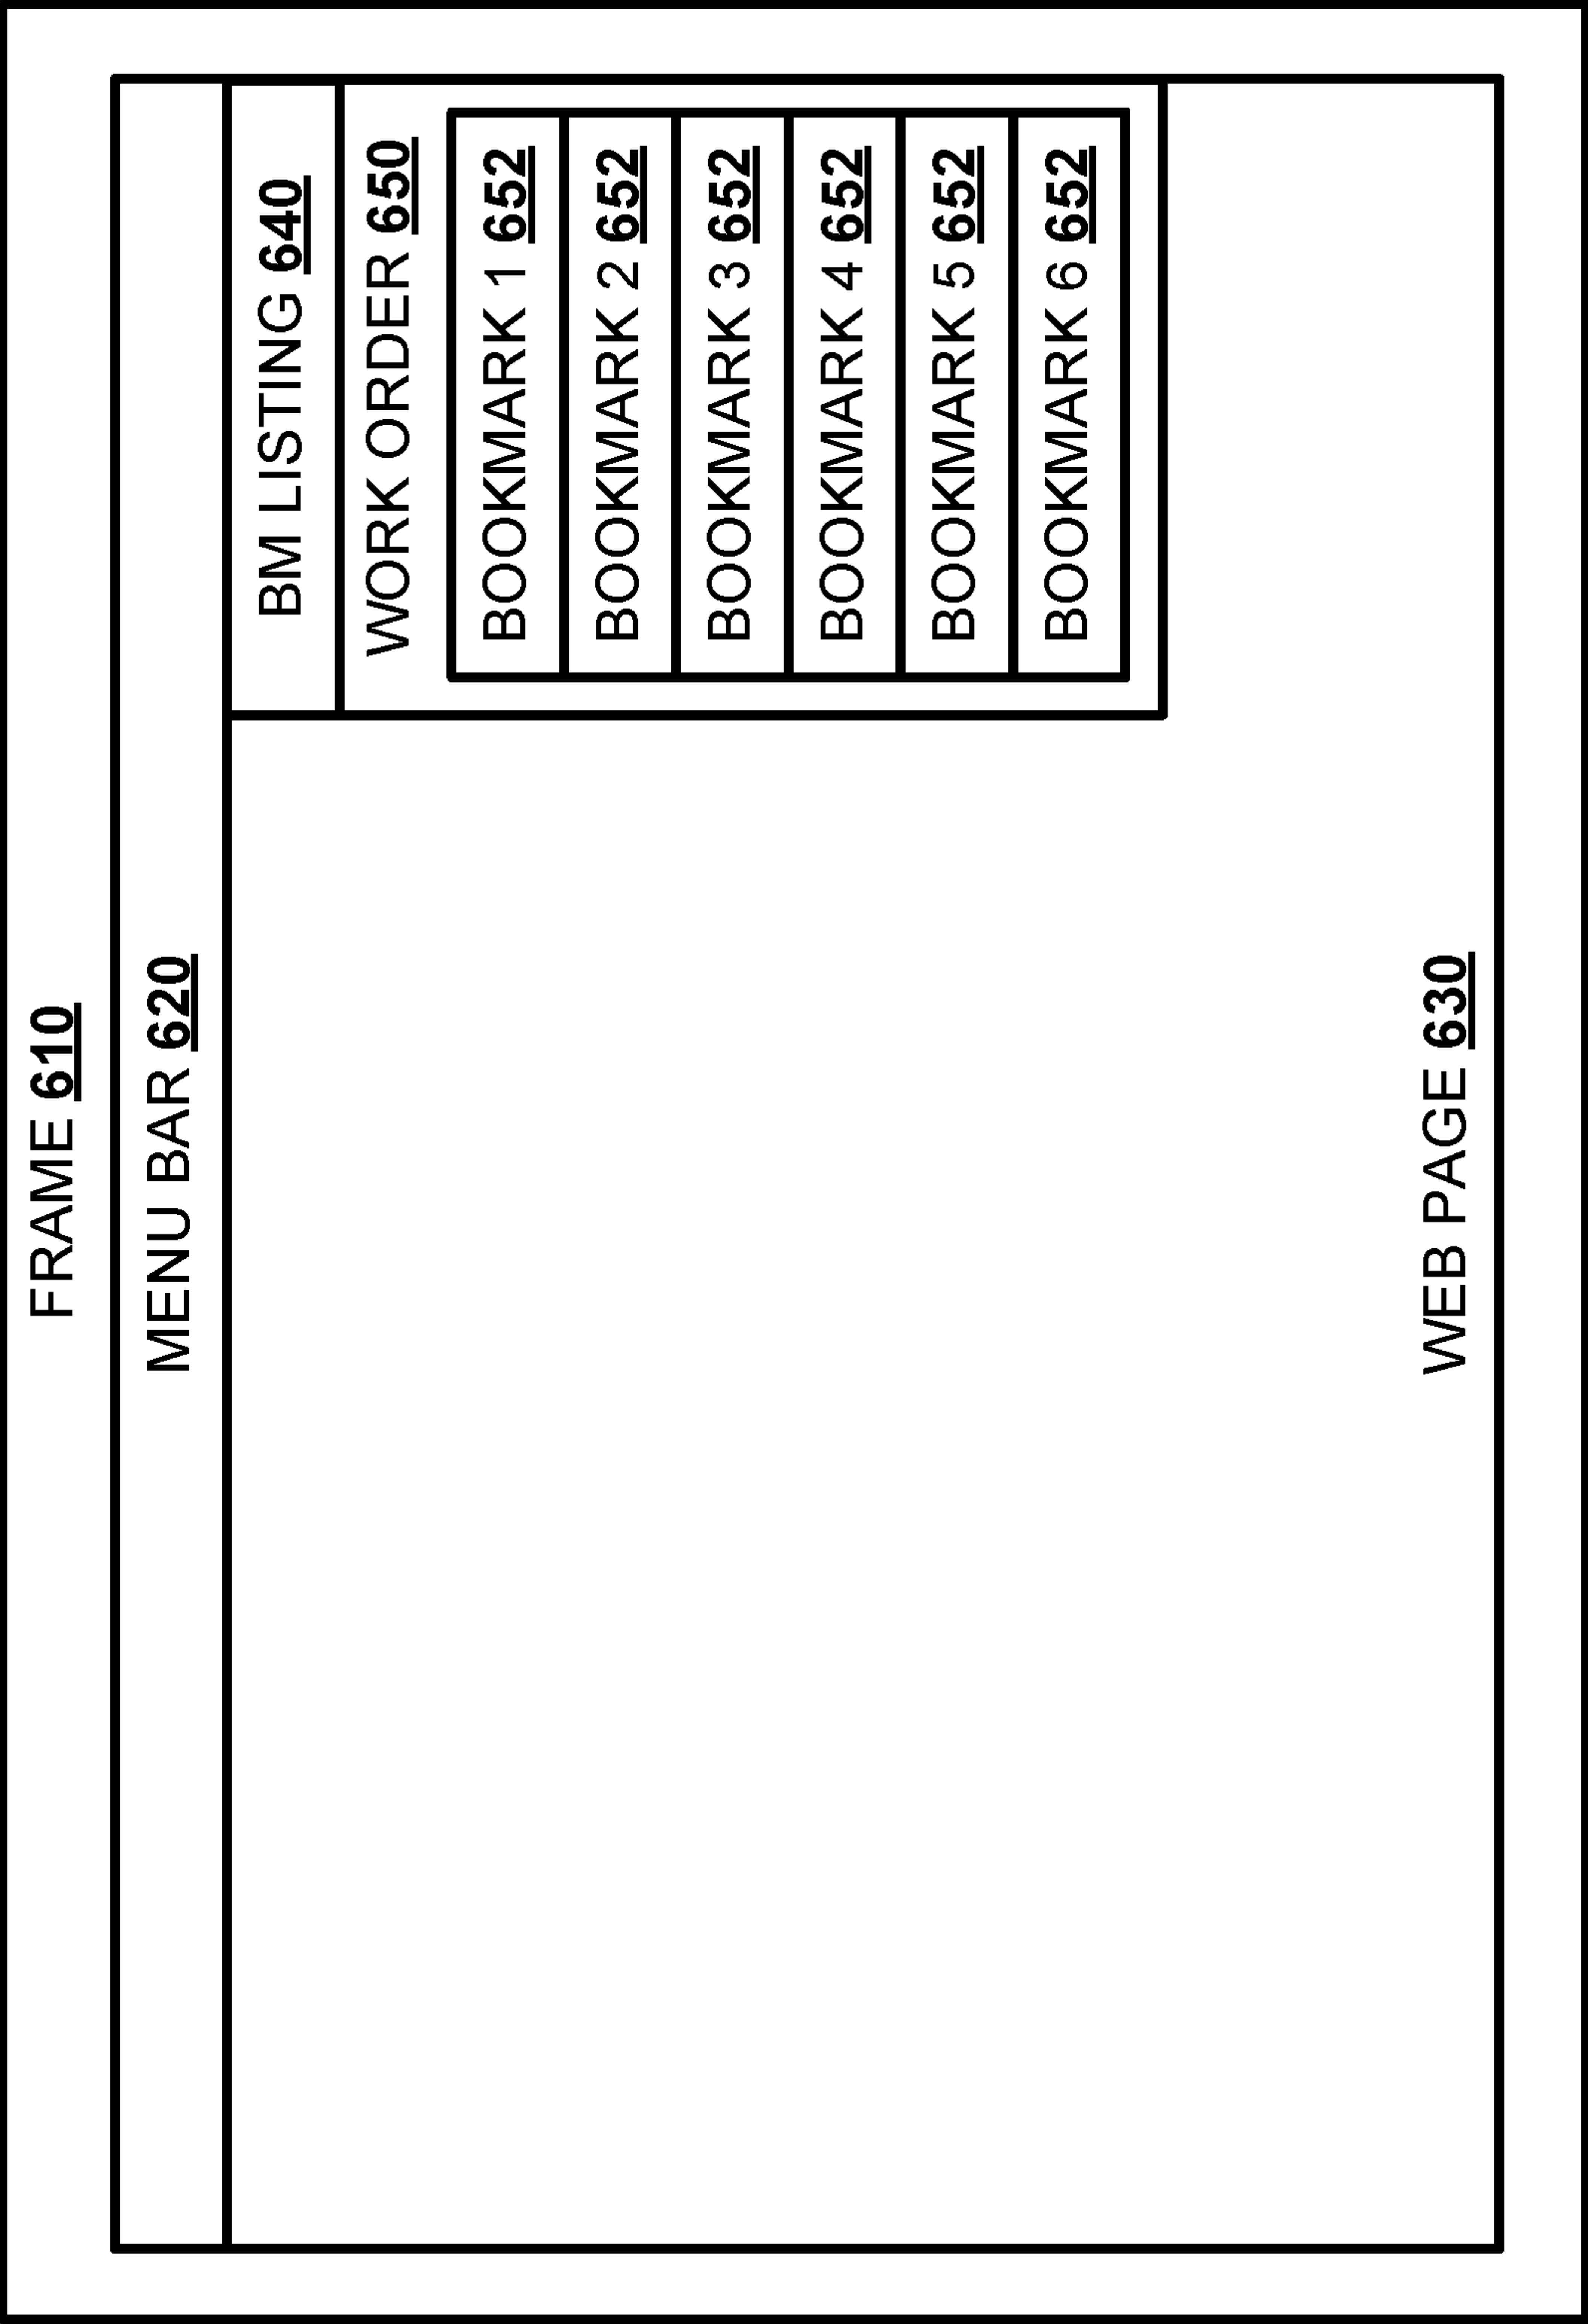 FRAME 610
MENU BAR 620
BM LISTING 640
WORK ORDER 650
BOOKMARK 1 652
BOOKMARK 2 652
BOOKMARK 3 652
BOOKMARK 4 652
BOOKMARK 5 652
BOOKMARK 6 652
WEB PAGE 630